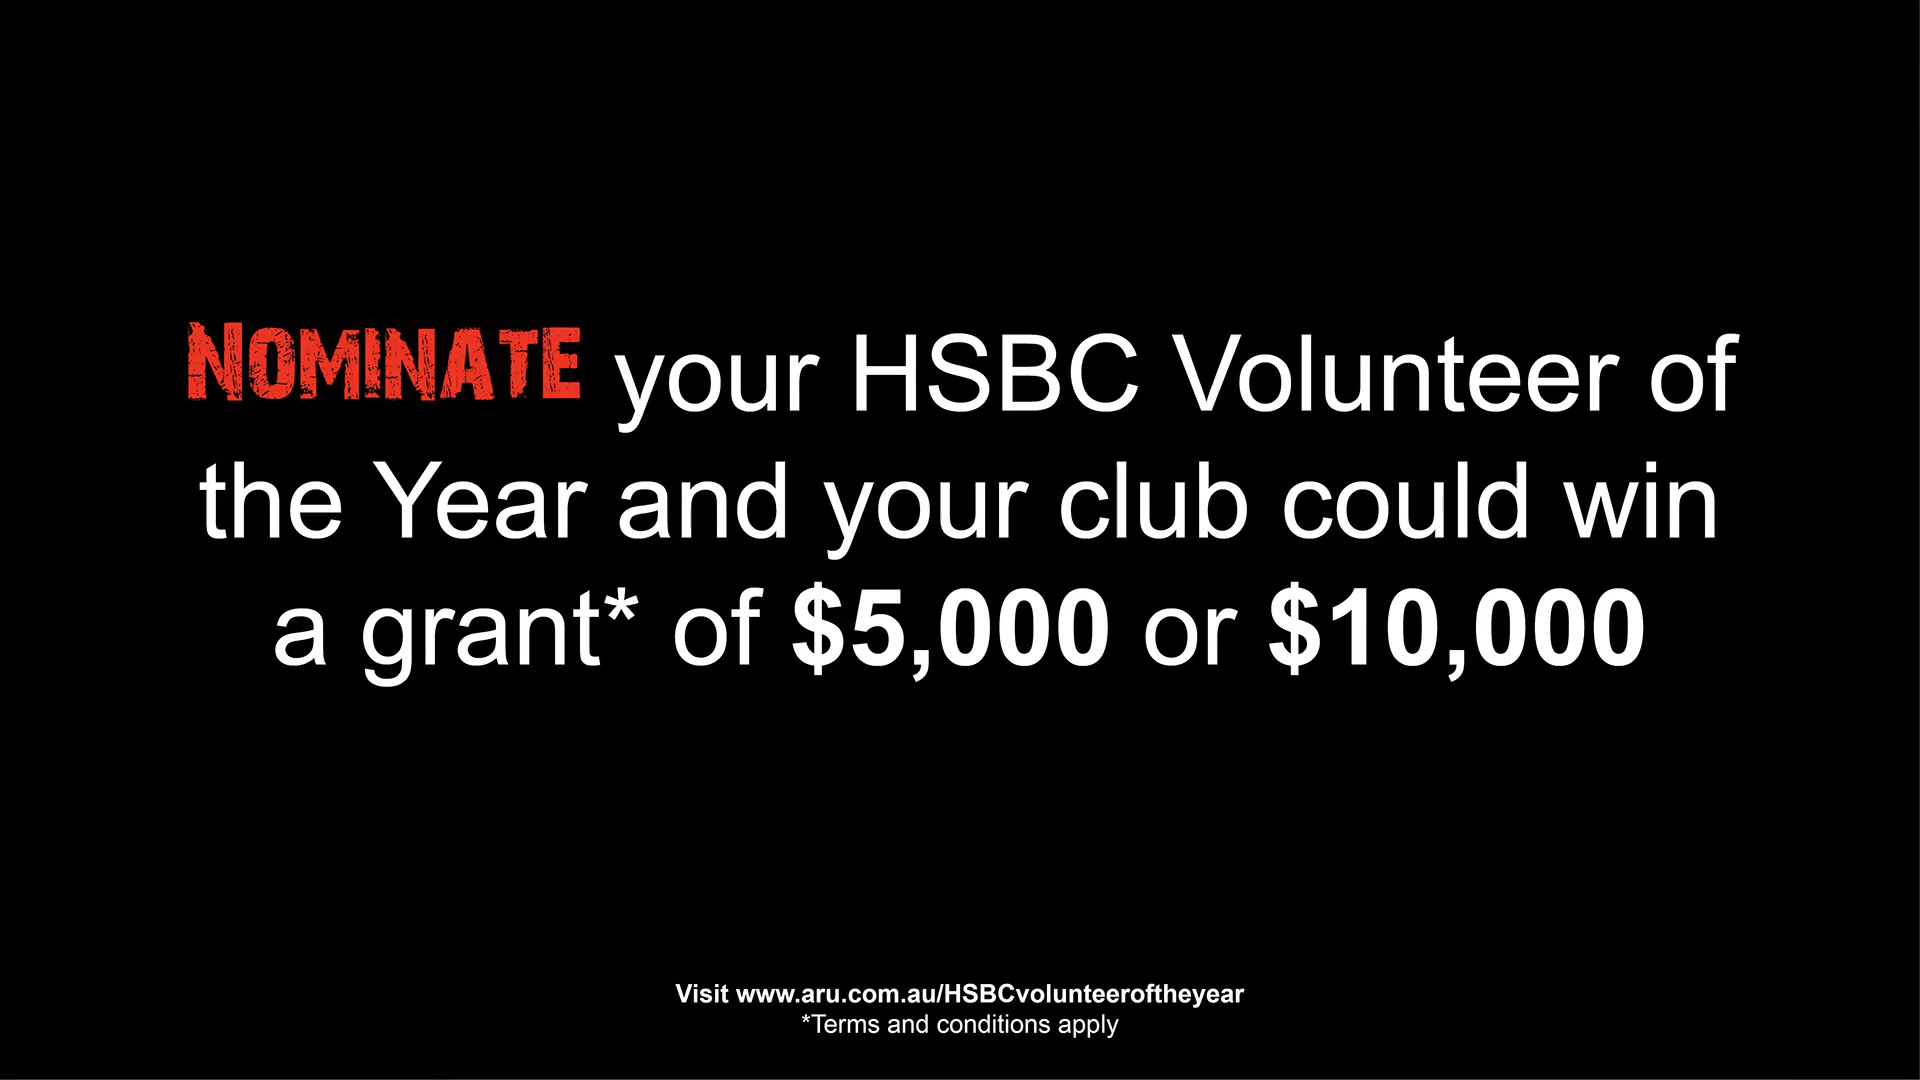 NOMINATE your HSBC Volunteer of
the Year and your club could win
a grant* of $5,000 or $10,000
Visit www.aru.com.au/HSBCvolunteeroftheyear
*Terms and conditions apply